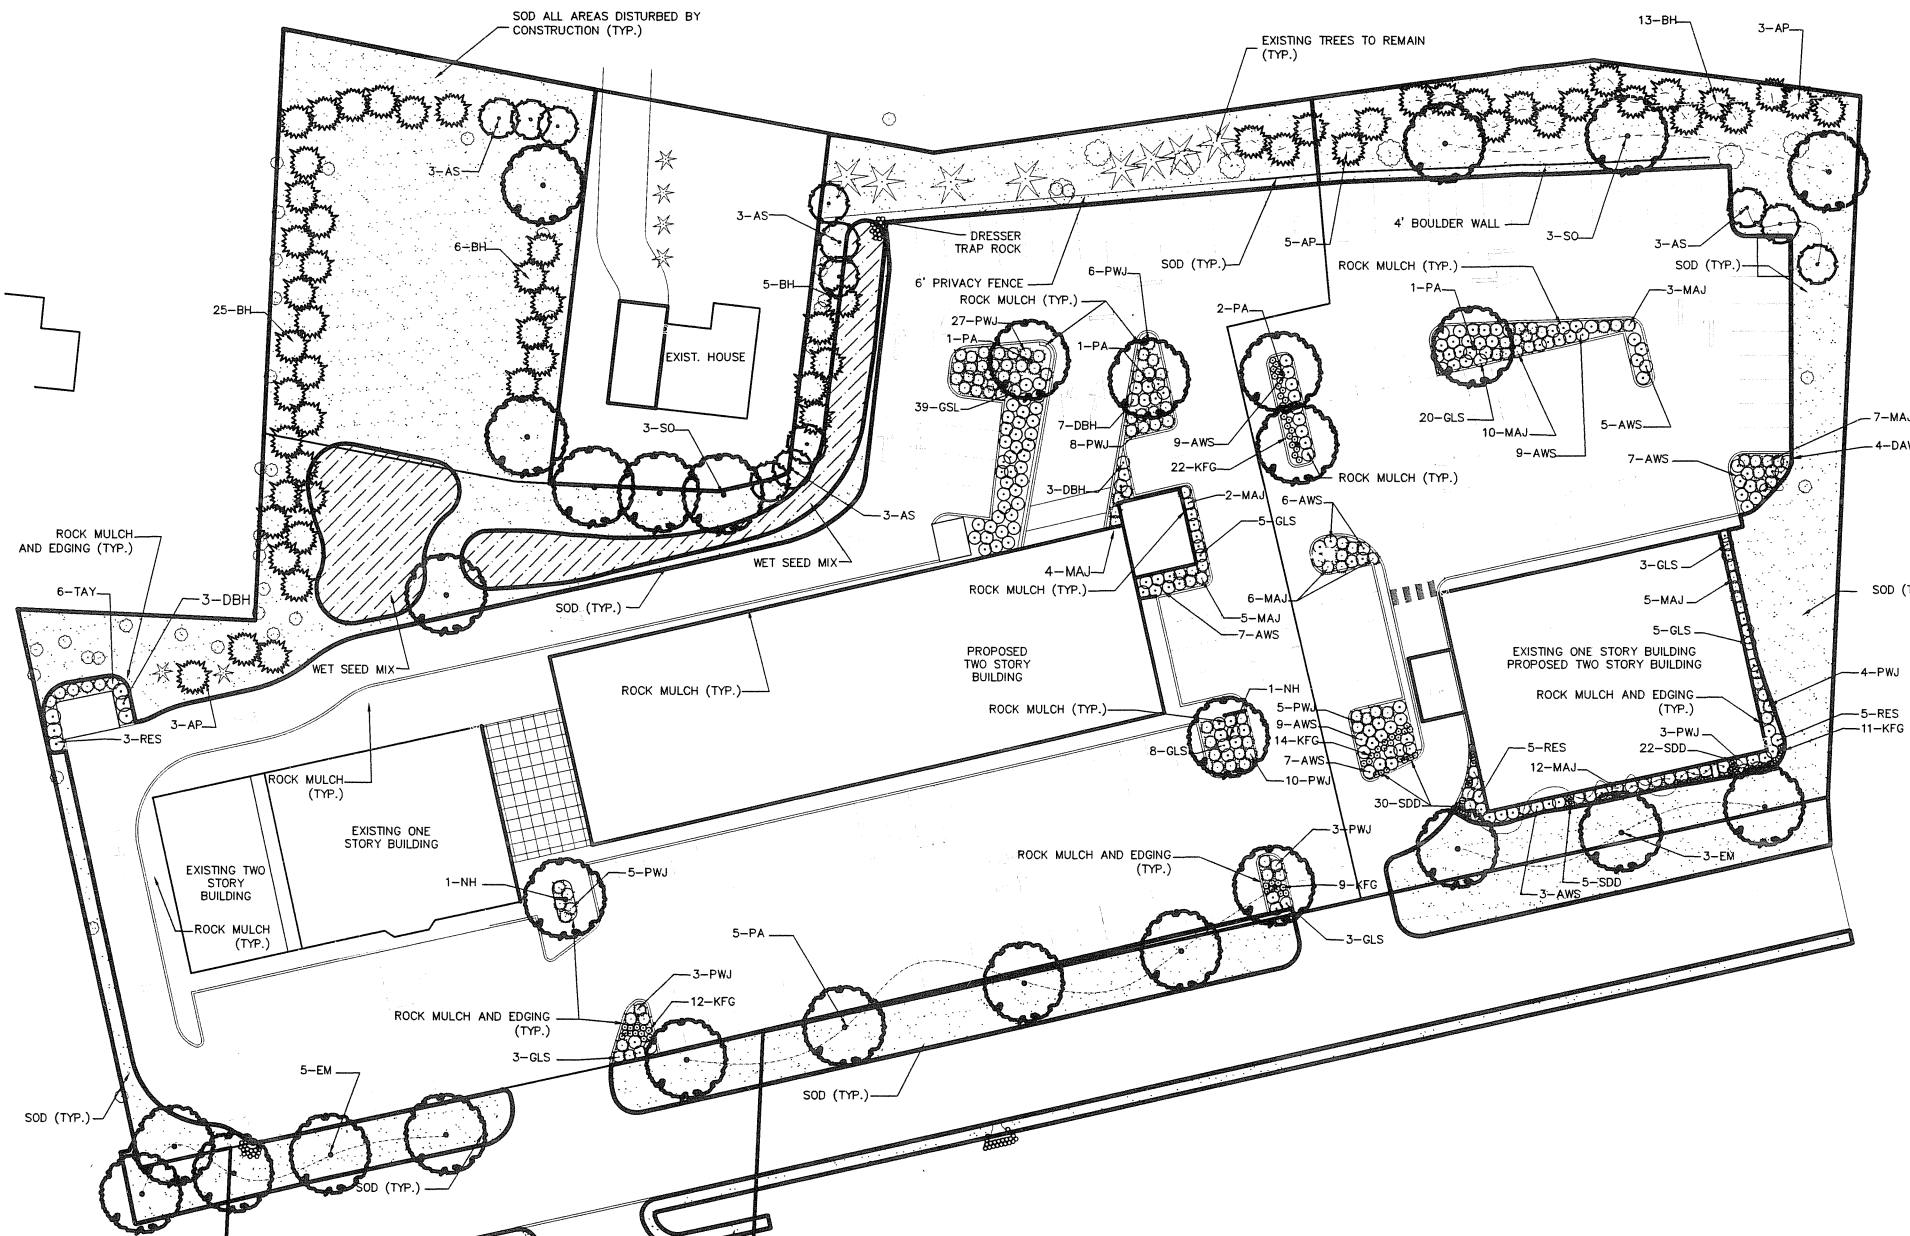 SOD ALL AREAS DISTURBED BY
CONSTRUCTION (TYP.)
13-BH
3-AP
EXISTING TREES TO REMAIN
(TYP.)
3-AS
3-AS
6-BH
25-BH
5-BH
DRESSER
TRAP ROCK
6' PRIVACY FENCE
ROCK MULCH (TYP.)
6-PWJ
SOD (TYP.)
5-AP
4' BOULDER WALL
3-SO
3-AS
SOD (TYP.)
ROCK MULCH (TYP.)
3-MAJ
1-PA
2-PA
27-PWJ
1-PA
1-PA
EXIST. HOUSE
39-GSL
7-DBH
8-PWJ
9-AWS
22-KFG
ROCK MULCH (TYP.)
20-GLS
10-MAJ
9-AWS
5-AWS
7-MAJ
4-DA
7-AWS
3-SO
3-AS
3-DBH
2-MAJ
5-GLS
6-AWS
WET SEED MIX
4-MAJ
ROCK MULCH (TYP.)
5-MAJ
7-AWS
6-MAJ
ROCK MULCH
AND EDGING (TYP.)
6-TAY
3-DBH
SOD (TYP.)
WET SEED MIX
3-AP
3-RES
3-GLS
5-MAJ
5-GLS
SOD (
EXISTING ONE STORY BUILDING
PROPOSED TWO STORY BUILDING
ROCK MULCH AND EDGING
(TYP.)
4-PWJ
5-RES
11-KFG
3-PWJ
22-SDD
PROPOSED
TWO STORY
BUILDING
ROCK MULCH (TYP.)
ROCK MULCH (TYP.)
1-NH
5-PWJ
9-AWS
14-KFG
7-AWS
8-GLS
10-PWJ
30-SDD
5-RES
12-MAJ
3-EM
5-SDD
3-AWS
ROCK MULCH
(TYP.)
EXISTING ONE
STORY BUILDING
EXISTING TWO
STORY
BUILDING
ROCK MULCH
(TYP.)
1-NH
5-PWJ
3-PWJ
ROCK MULCH AND EDGING
(TYP.)
9-KFG
3-GLS
5-PA
3-PWJ
12-KFG
ROCK MULCH AND EDGING
(TYP.)
3-GLS
5-EM
SOD (TYP.)
SOD (TYP.)
SOD (TYP.)